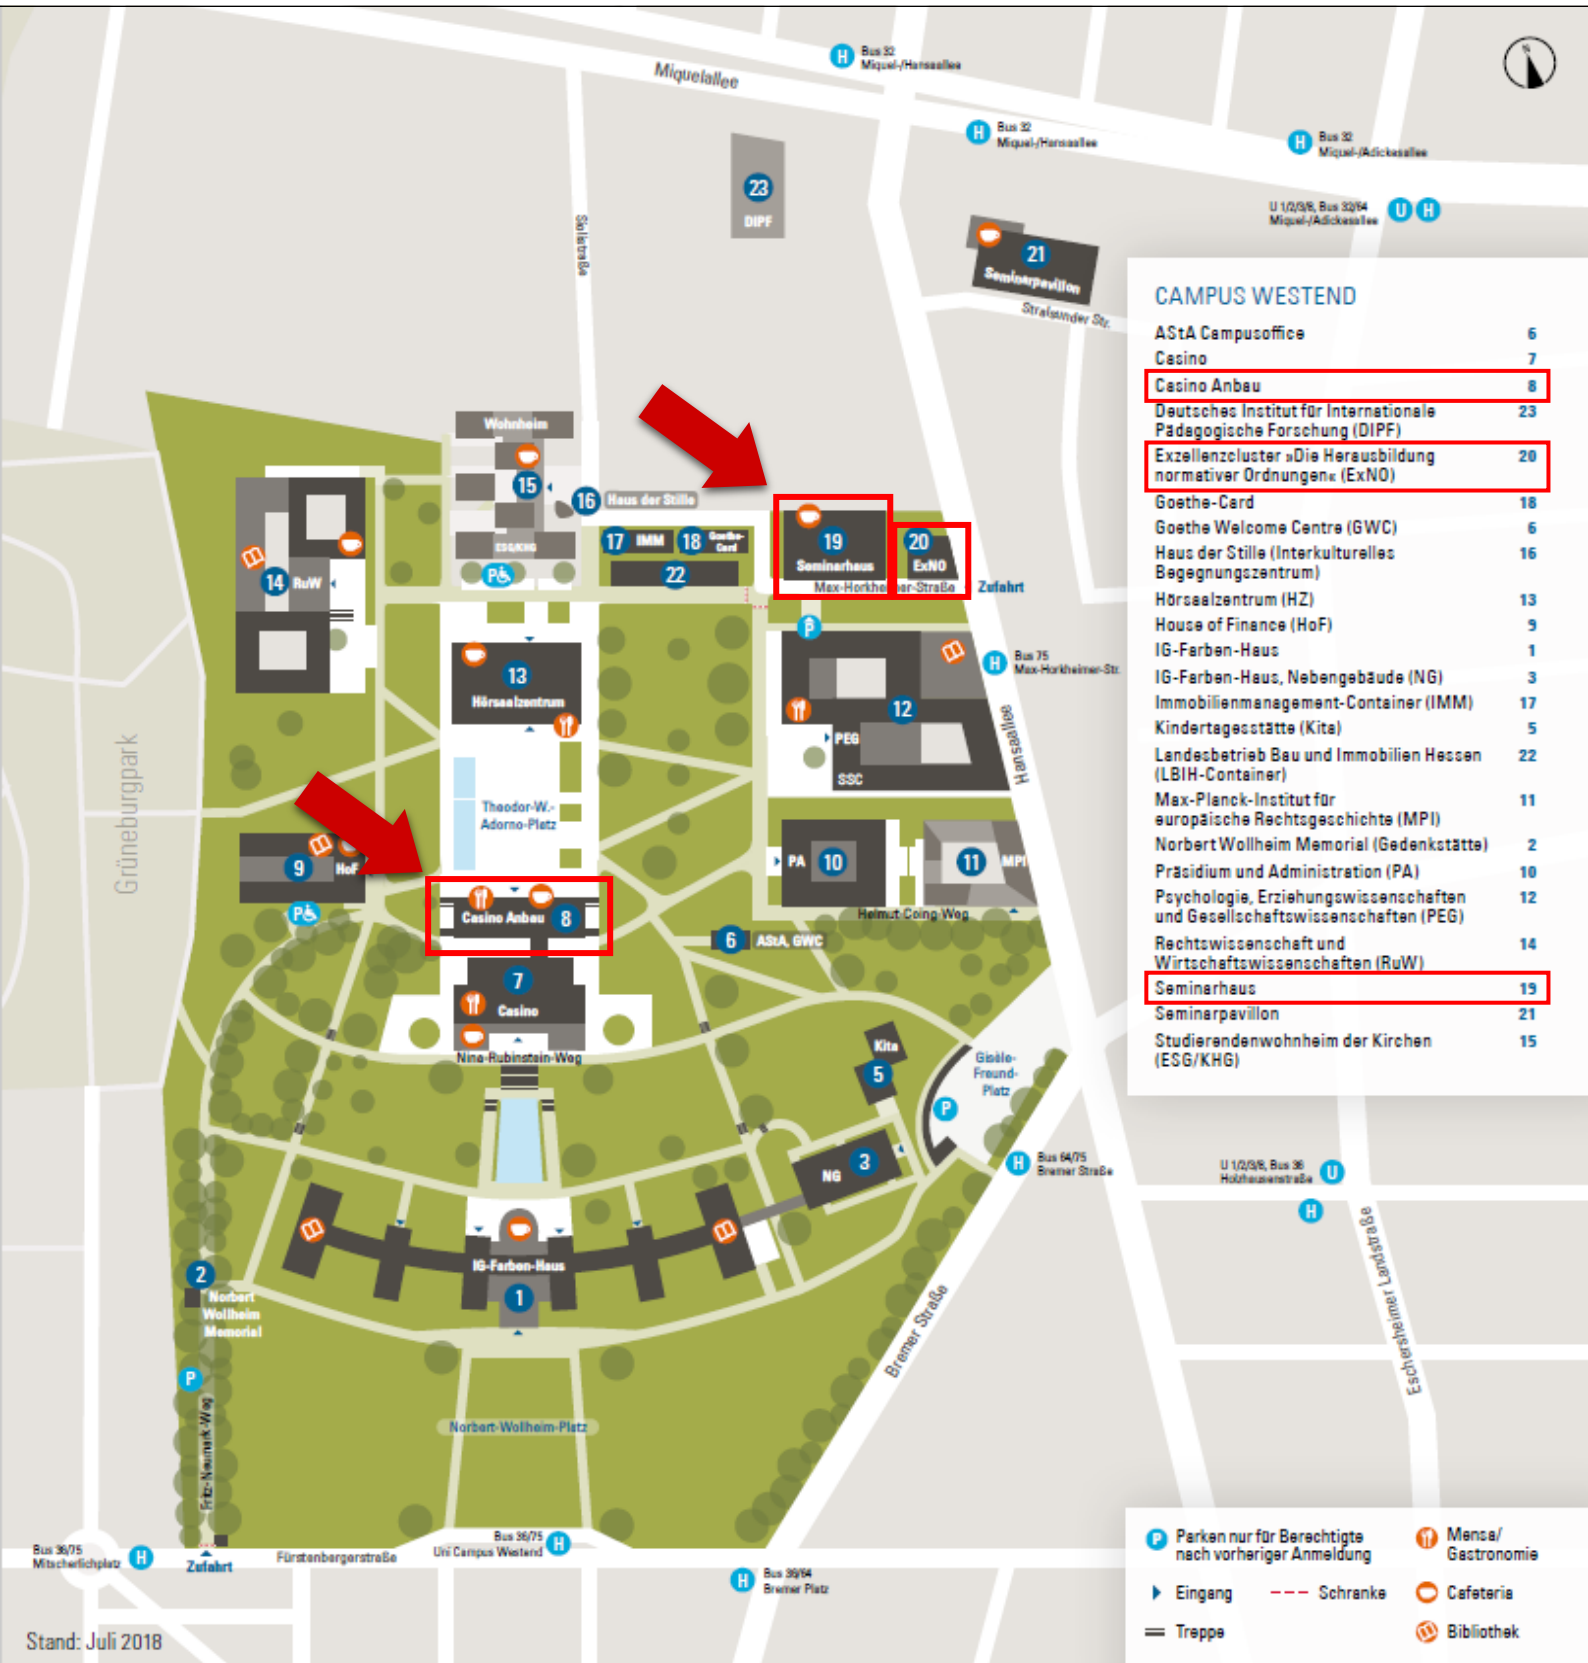 Bus 32
Miquel-/Hansaallee
Miquelallee
N
Bus 32
Miquel-/Hansaallee
Bus 32
Miquel-/Adickesallee
U 1/2/3/8, Bus 32/64
Miquel-/Adickesallee
U
H
23
DIPF
Siolistraße
21
Seminarpavillon
Stralsunder Str.
CAMPUS WESTEND
AStA Campusoffice 6
Casino 7
Casino Anbau 8
Deutsches Institut für Internationale 23
Pädagogische Forschung (DIPF)
Exzellenzcluster »Die Herausbildung 20
normativer Ordnungen« (ExNO)
Goethe-Card 18
Goethe Welcome Centre (GWC) 6
Haus der Stille (Interkulturelles 16
Begegnungszentrum)
Hörsaalzentrum (HZ) 13
House of Finance (HoF) 9
IG-Farben-Haus 1
IG-Farben-Haus, Nebengebäude (NG) 3
Immobilienmanagement-Container (IMM) 17
Kindertagesstätte (Kita) 5
Landesbetrieb Bau und Immobilien Hessen 22
(LBIH-Container)
Max-Planck-Institut für 11
europäische Rechtsgeschichte (MPI)
Norbert Wollheim Memorial (Gedenkstätte) 2
Präsidium und Administration (PA) 10
Psychologie, Erziehungswissenschaften 12
und Gesellschaftswissenschaften (PEG)
Rechtswissenschaft und 14
Wirtschaftswissenschaften (RuW)
Seminarhaus 19
Seminarpavillon 21
Studierendenwohnheim der Kirchen 15
(ESG/KHG)
Wohnheim
15
16 Haus der Stille
ESG/KHG
17 IMM
18 Goethe-
Card
22
19
Seminarhaus
20
ExNO
Max-Horkheimer-Straße
Zufahrt
14 RuW
P
13
Hörsaalzentrum
P
12
PEG
SSC
H
Bus 75
Max-Horkheimer-Str.
Hansaallee
Grüneburgpark
Theodor-W.-
Adorno-Platz
9
HoF
P
Casino Anbau 8
PA 10
11 MPI
Helmut-Coing-Weg
6 AStA, GWC
7
Casino
Nina-Rubinstein-Weg
Kita
5
Gisèle-
Freund-
Platz
P
NG 3
H
Bus 64/75
Bremer Straße
U 1/2/3/8, Bus 36
Holzhausenstraße
U
H
IG-Farben-Haus
1
2
Norbert
Wollheim
Memorial
P
Fritz-Neumark-Weg
Bremer Straße
Eschersheimer Landstraße
Norbert-Wollheim-Platz
Bus 36/75
Mitscherlichplatz
H
Zufahrt
Fürstenbergerstraße
Bus 36/75
Uni Campus Westend
H
H
Bus 36/64
Bremer Platz
Stand: Juli 2018
P Parken nur für Berechtigte
nach vorheriger Anmeldung
Eingang
Schranke
Treppe
Mensa/
Gastronomie
Cafeteria
Bibliothek